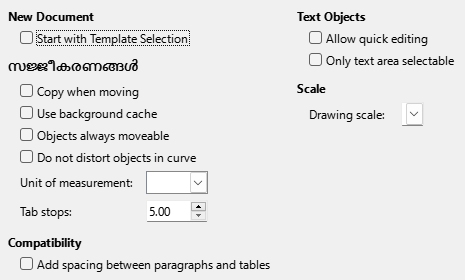 New Document
Start with Template Selection
സജ്ജീകരണങ്ങള്‍
Copy when moving
Use background cache
Objects always moveable
Do not distort objects in curve
Unit of measurement:
Tab stops:
5.00
Compatibility
Add spacing between paragraphs and tables
Text Objects
Allow quick editing
Only text area selectable
Scale
Drawing scale: